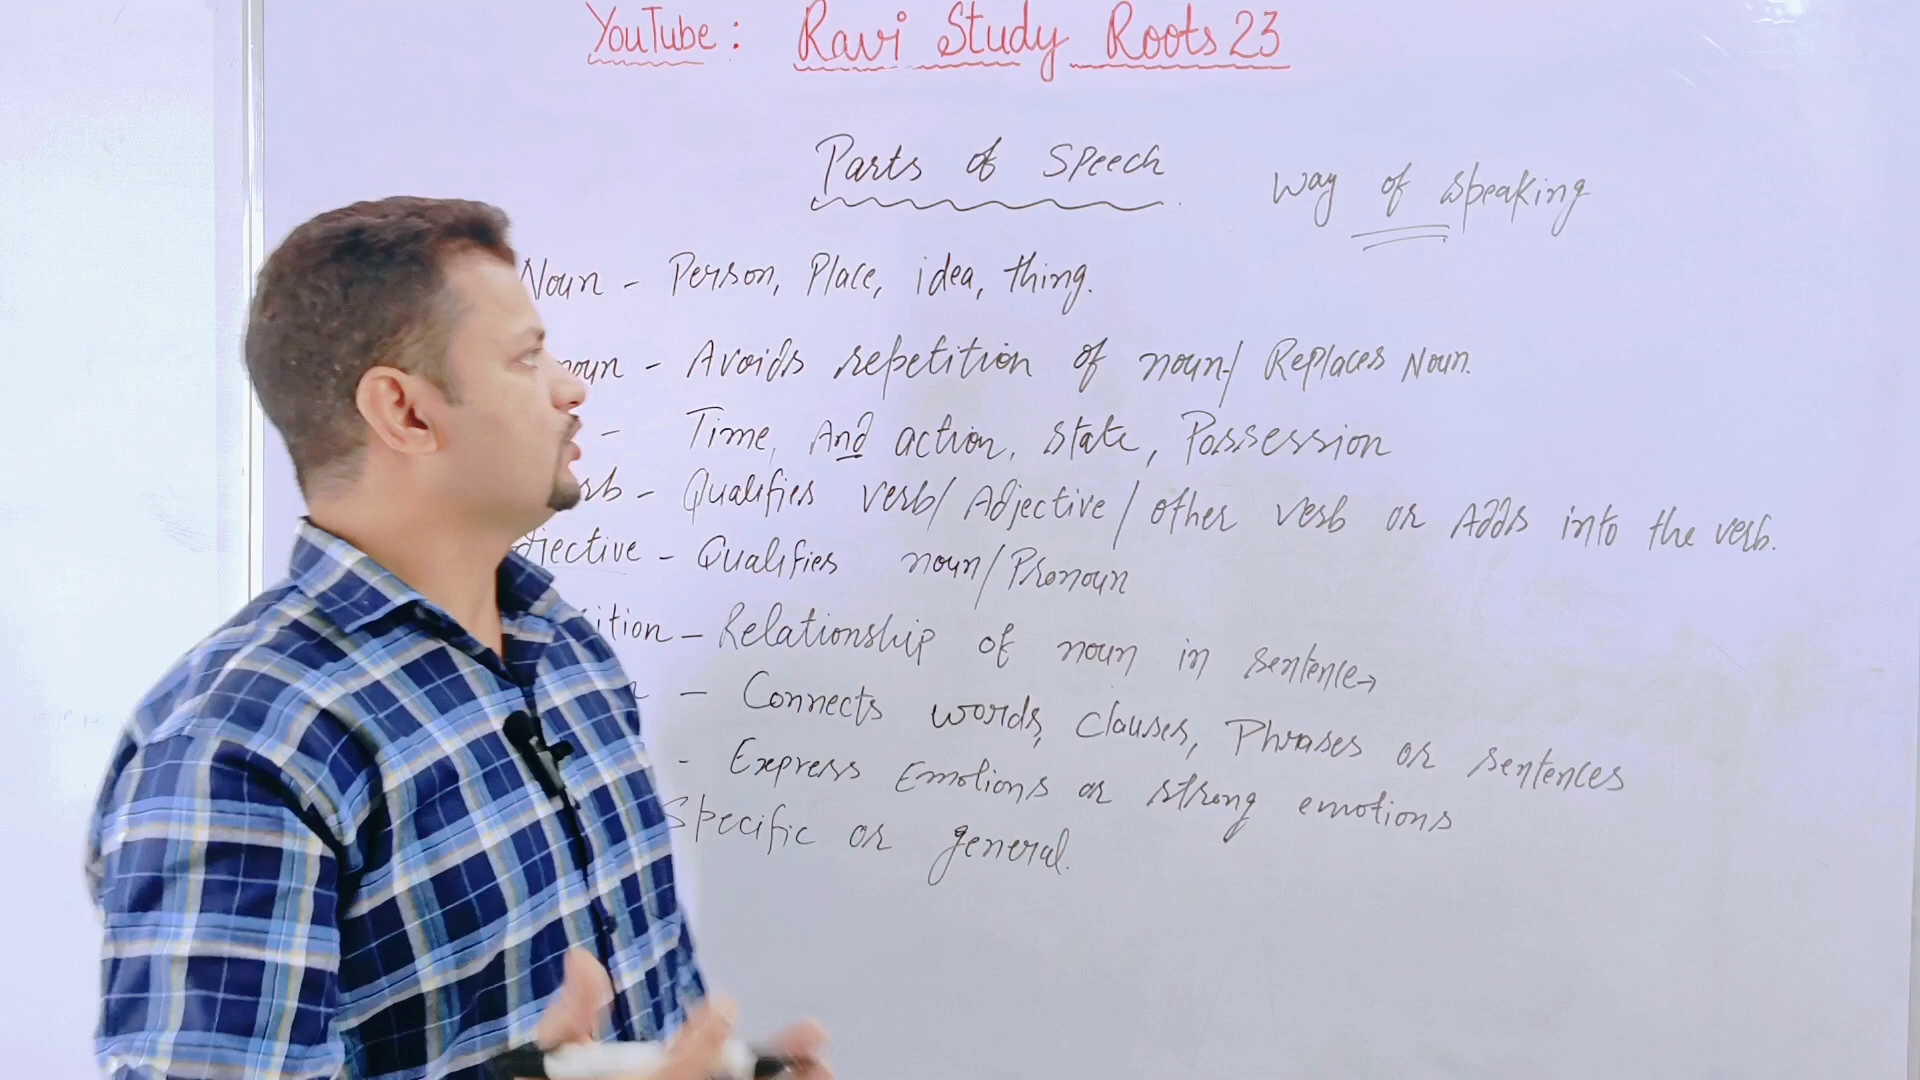 YouTube: Ravi Study Roots 23
Parts of Speech
Way of speaking
Noun - Person, Place, idea, thing.
noun - Avoids repetition of noun/ Replaces Noun.
- Time, And action, state, Possession
rb - Qualifies verb/ Adjective/ other verb or Adds into the verb.
djective - Qualifies noun/Pronoun
ition - Relationship of noun in sentence→
n - Connects words, clauses, Phrases or sentences
- Express Emotions or strong emotions
Specific or general.